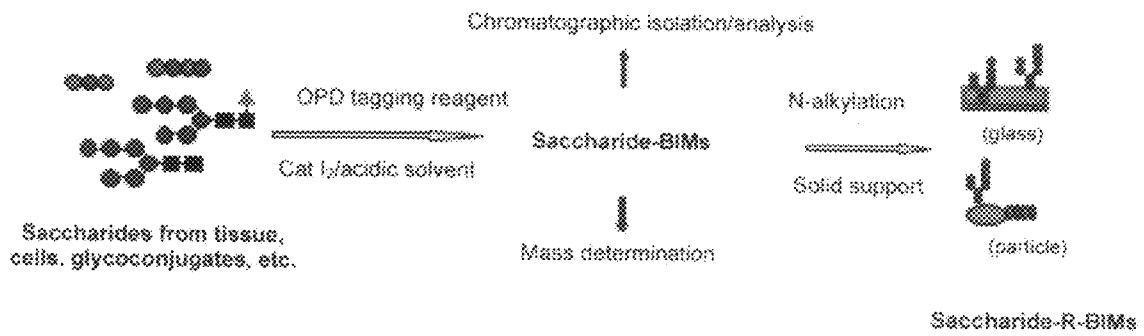 Chromatographic isolation/analysis
OPD tagging reagent
Cat I₂/acidic solvent
Saccharide-BIMs
N-alkylation
Solid support
(glass)
(particle)
Saccharides from tissue,
cells, glycoconjugates, etc.
Mass determination
Saccharide-R-BIMs